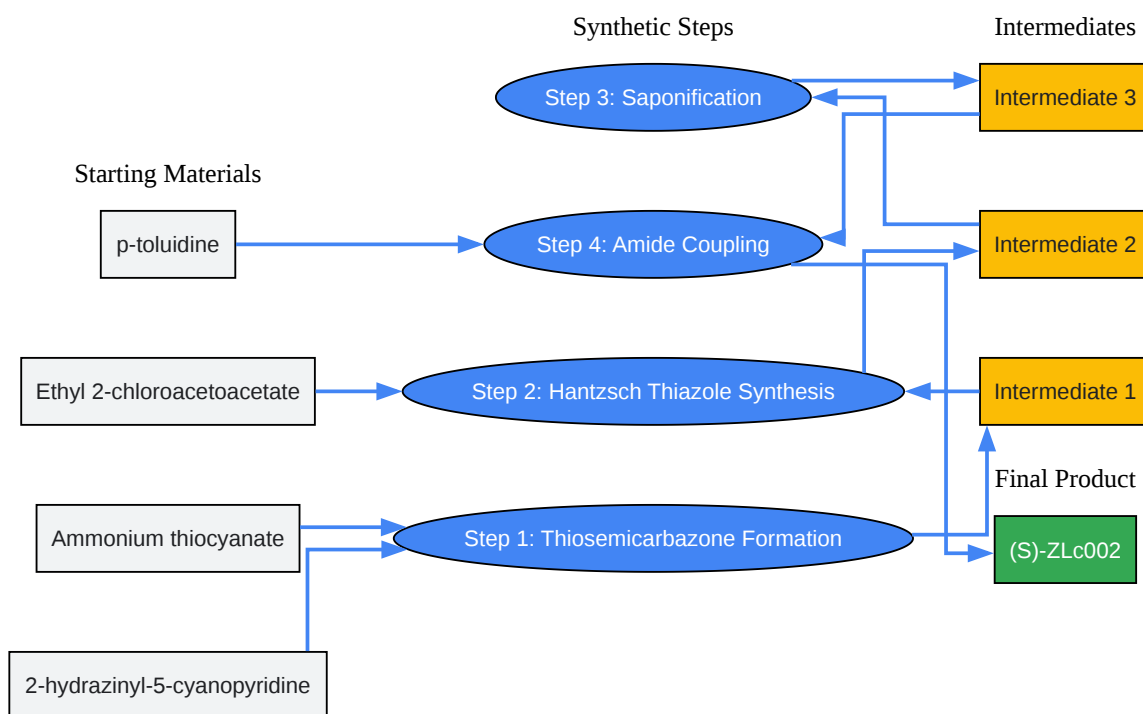 Synthetic Steps
Intermediates
Step 3: Saponification
Intermediate 3
Starting Materials
p-toluidine
Step 4: Amide Coupling
Intermediate 2
Ethyl 2-chloroacetoacetate
Step 2: Hantzsch Thiazole Synthesis
Intermediate 1
Final Product
Ammonium thiocyanate
Step 1: Thiosemicarbazone Formation
(S)-ZLc002
2-hydrazinyl-5-cyanopyridine